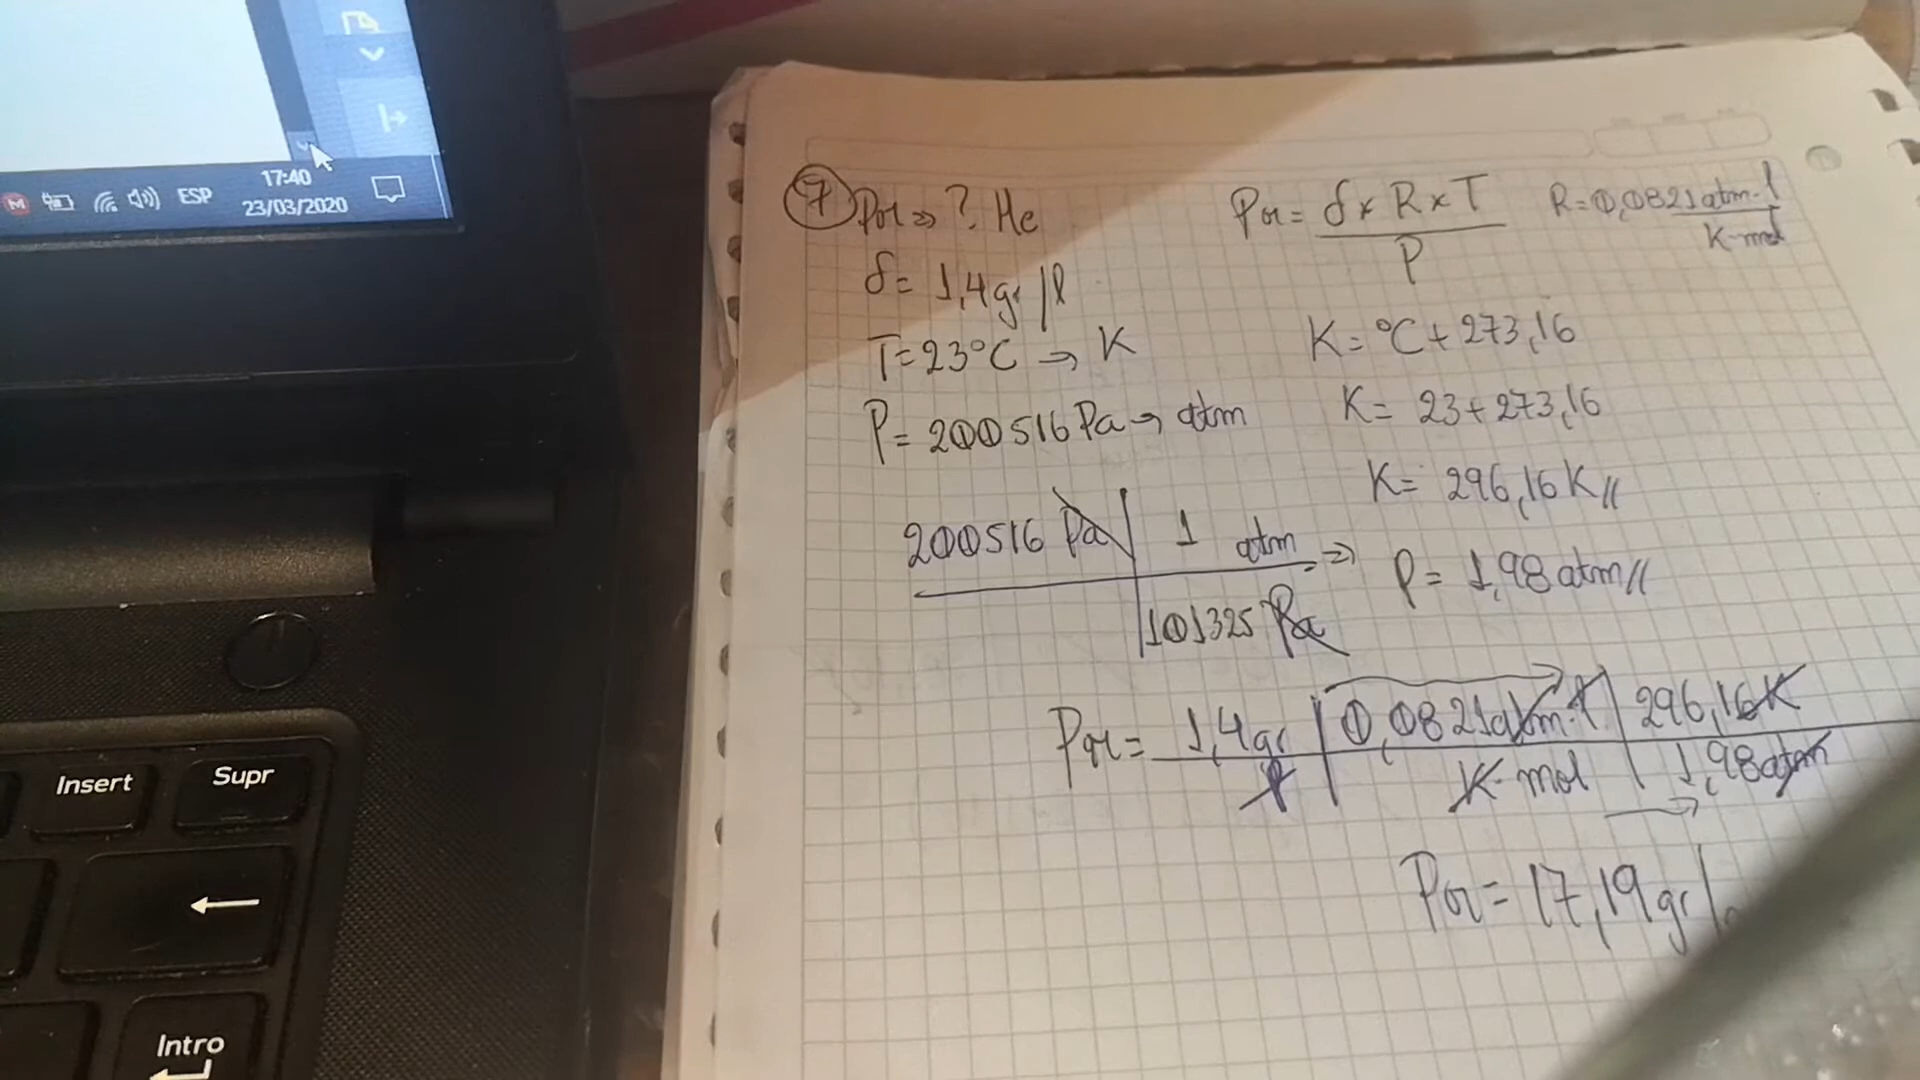 17:40
ESP
23/03/2020
Insert
Supr
Intro
7 Pm => ? He
δ = 1,4 gr/l
T = 23°C → K
P = 200516 Pa → atm
200516 Pa | 1 atm =>
101325 Pa
Pm = δ x R x T
P
R = 0,0821 atm·l
K·mol
K = °C + 273,16
K = 23 + 273,16
K = 296,16 K //
P = 1,98 atm //
Pm = 1,4 gr | 0,0821 atm·l | 296,16 K
l | K·mol | 1,98 atm
Pm = 17,19 gr/